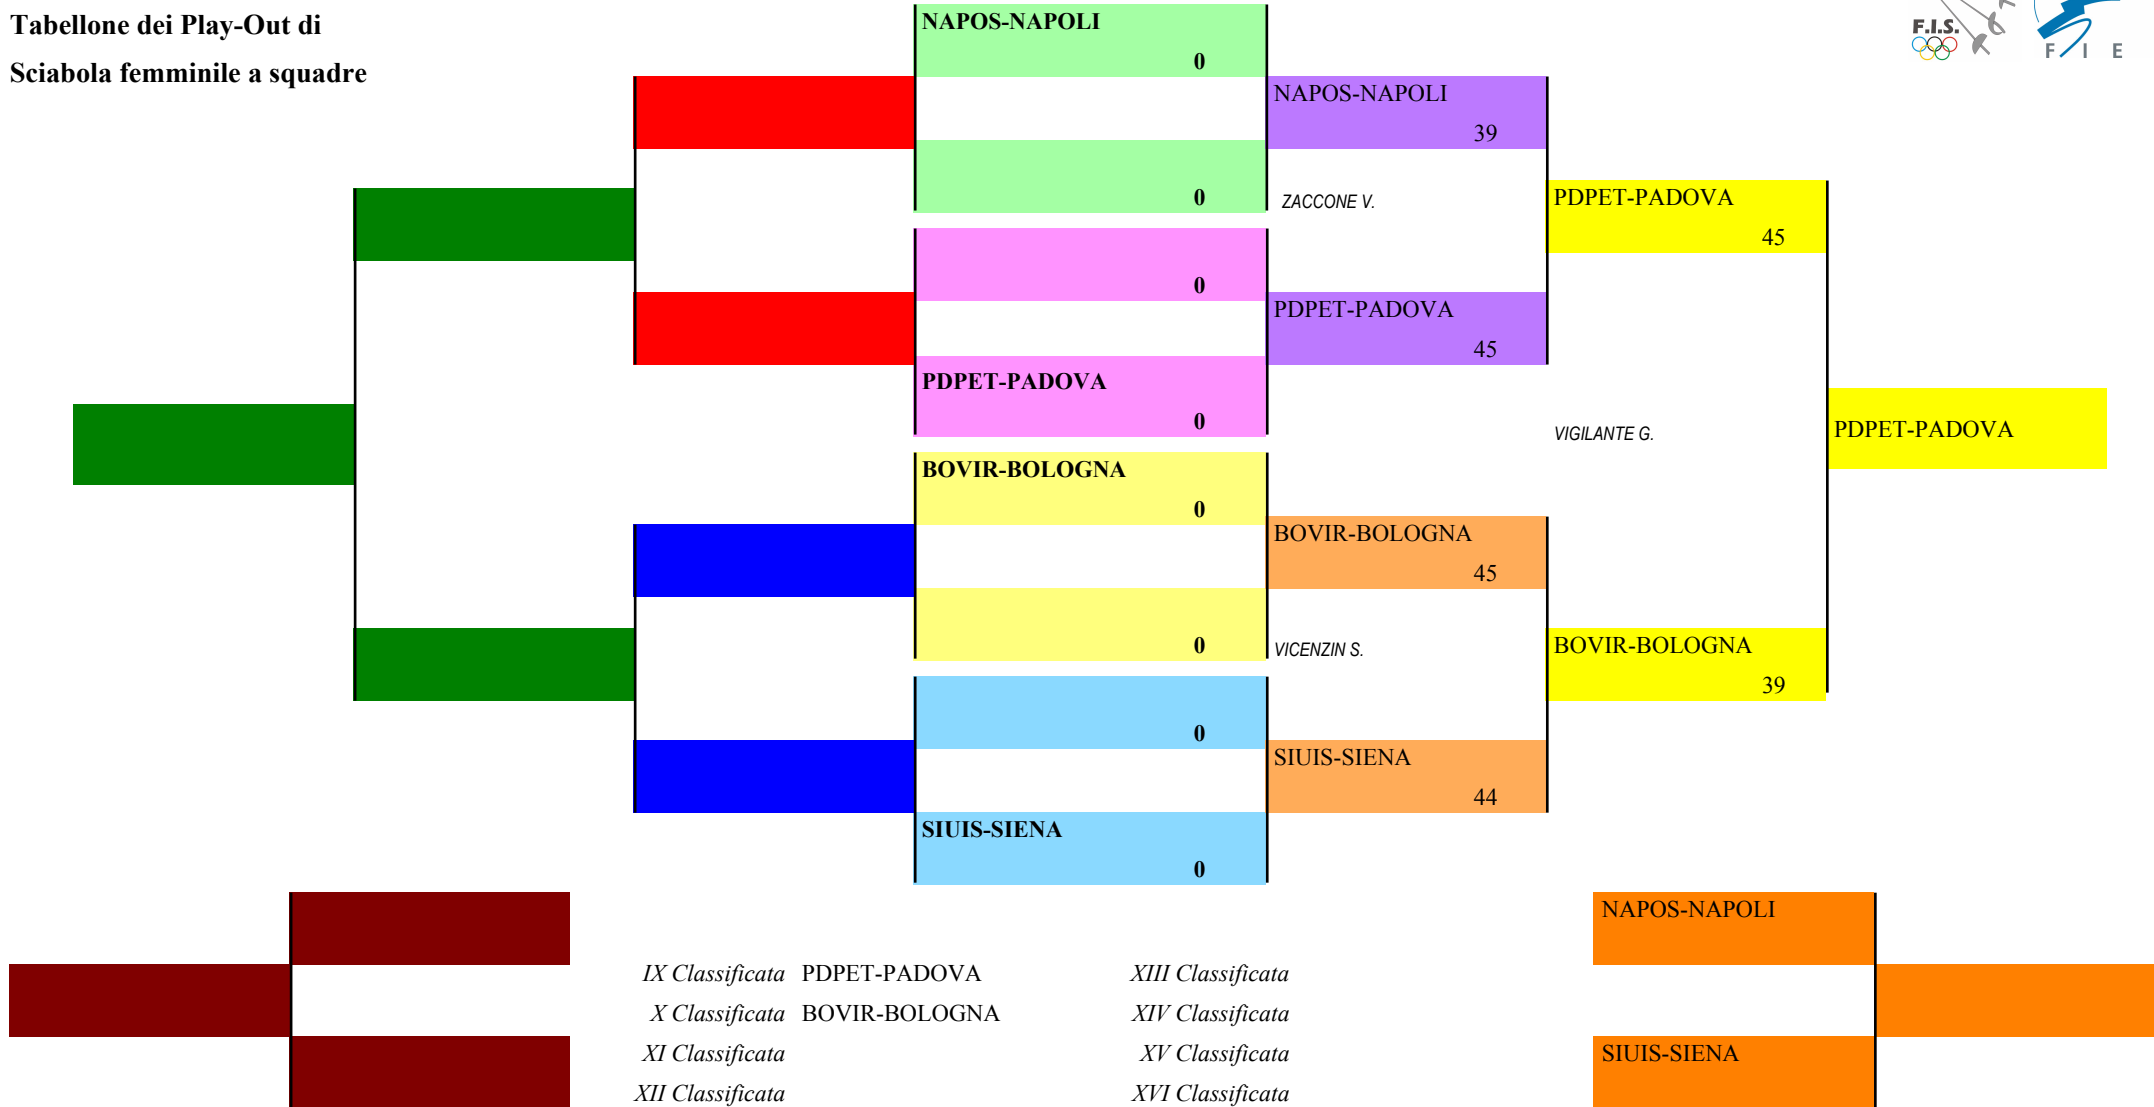 Tabellone dei Play-Out di
Sciabola femminile a squadre
F.I.S.
F I E
NAPOS-NAPOLI
0
0
0
PDPET-PADOVA
0
BOVIR-BOLOGNA
0
0
0
SIUIS-SIENA
0
NAPOS-NAPOLI
39
ZACCONE V.
PDPET-PADOVA
45
BOVIR-BOLOGNA
45
VICENZIN S.
SIUIS-SIENA
44
PDPET-PADOVA
45
VIGILANTE G.
BOVIR-BOLOGNA
39
PDPET-PADOVA
IX Classificata PDPET-PADOVA
X Classificata BOVIR-BOLOGNA
XI Classificata
XII Classificata
XIII Classificata
XIV Classificata
XV Classificata
XVI Classificata
NAPOS-NAPOLI
SIUIS-SIENA